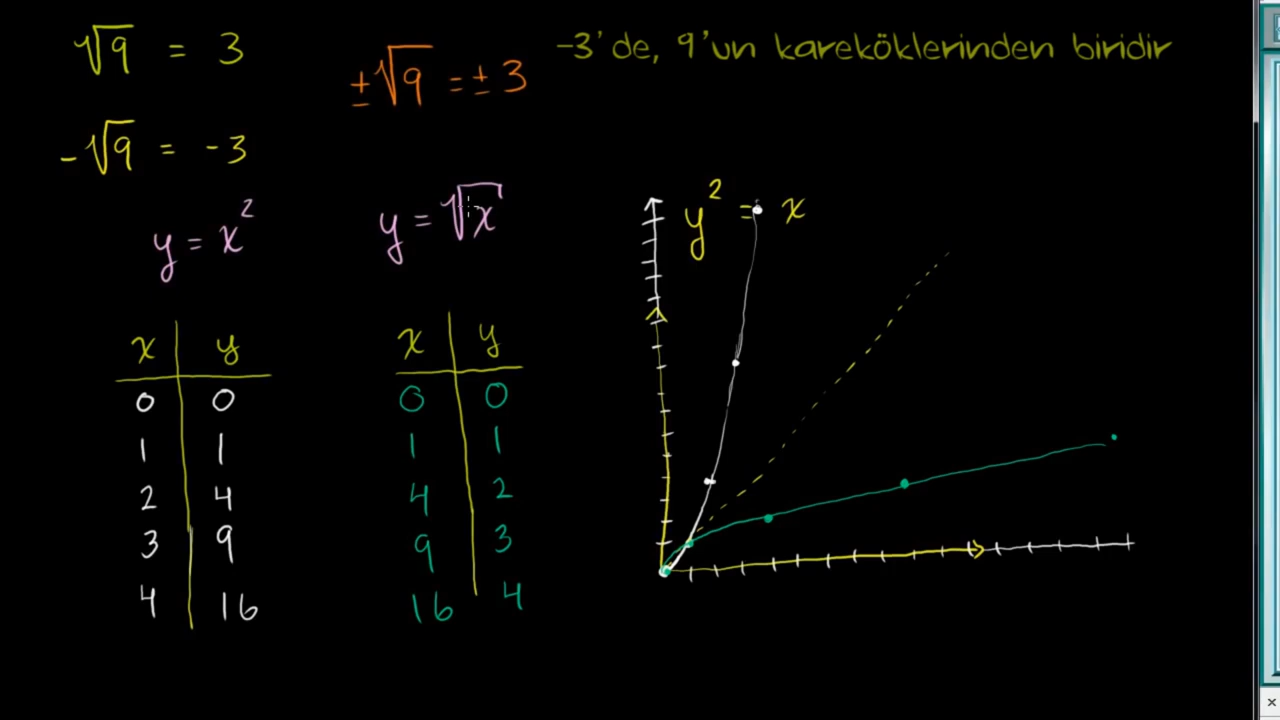 √9 = 3
±√9 = ±3
-3'de, 9'un kareköklerinden biridir
-√9 = -3
y = x²
y = √x
y² = x
x y
0 0
1 1
2 4
3 9
4 16
x y
0 0
1 1
4 2
9 3
16 4